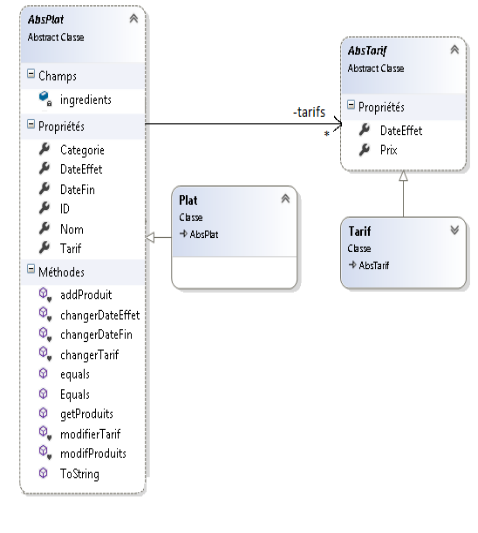 AbsPlat
Abstract Classe
Champs
ingredients
Propriétés
Categorie
DateEffet
DateFin
ID
Nom
Tarif
Méthodes
addProduit
changerDateEffet
changerDateFin
changerTarif
equals
Equals
getProduits
modifierTarif
modifProduits
ToString
-tarifs
*
AbsTarif
Abstract Classe
Propriétés
DateEffet
Prix
Plat
Classe
AbsPlat
Tarif
Classe
AbsTarif